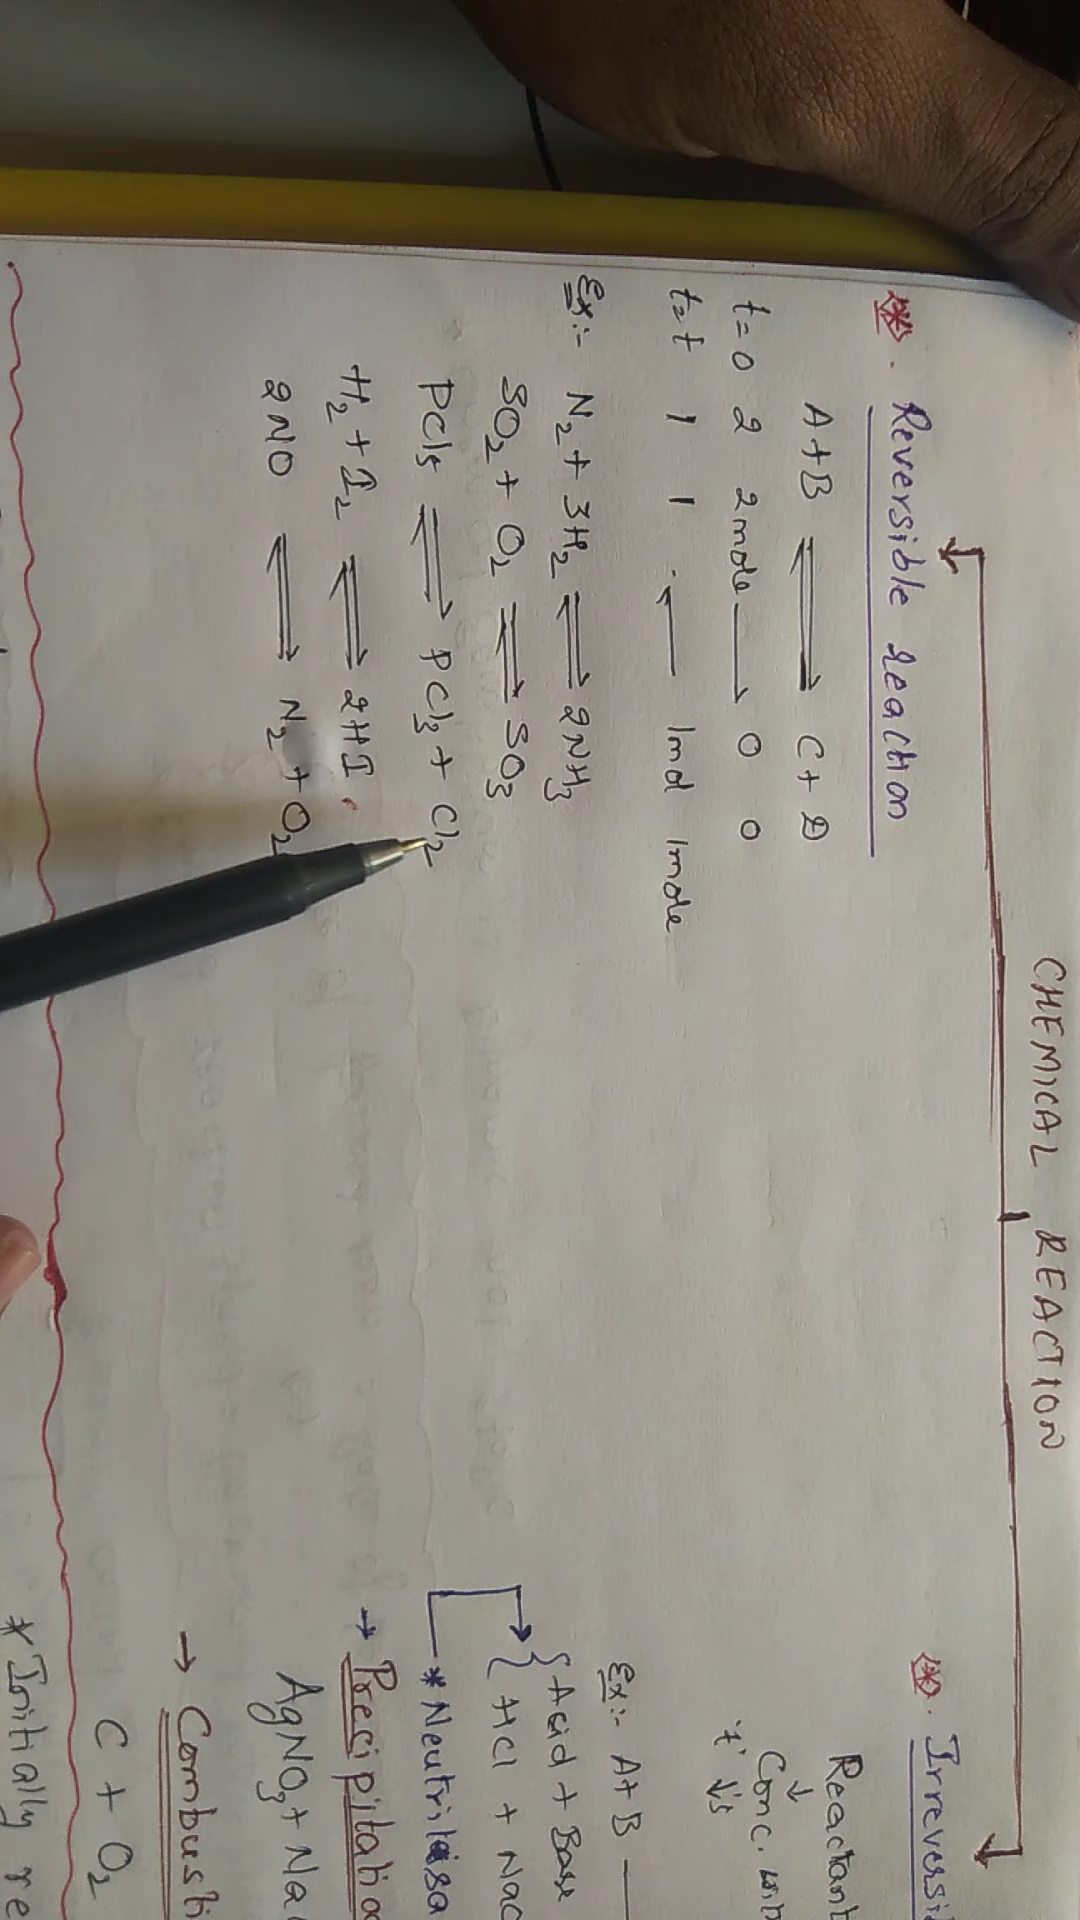 CHEMICAL REACTION
(*). Reversible reaction
A+B ⇌ C + D
t=0 2 2mole ⟶ 0 0
t=t 1 1 ⟵ 1mol 1mole
Ex:- N₂ + 3H₂ ⇌ 2NH₃
SO₂ + O₂ ⇌ SO₃
PCl₅ ⇌ PCl₃ + Cl₂
H₂ + I₂ ⇌ 2HI
2NO ⇌ N₂ + O₂
(*). Irreversi
Reactant
↓
Conc. with
't' ↓'s
Ex:- A+B —
{ Acid + Base
{ HCl + Nac
* Neutrilisa
→ Precipitatio
AgNO₃ + Na
→ Combusti
C + O₂
* Initially re